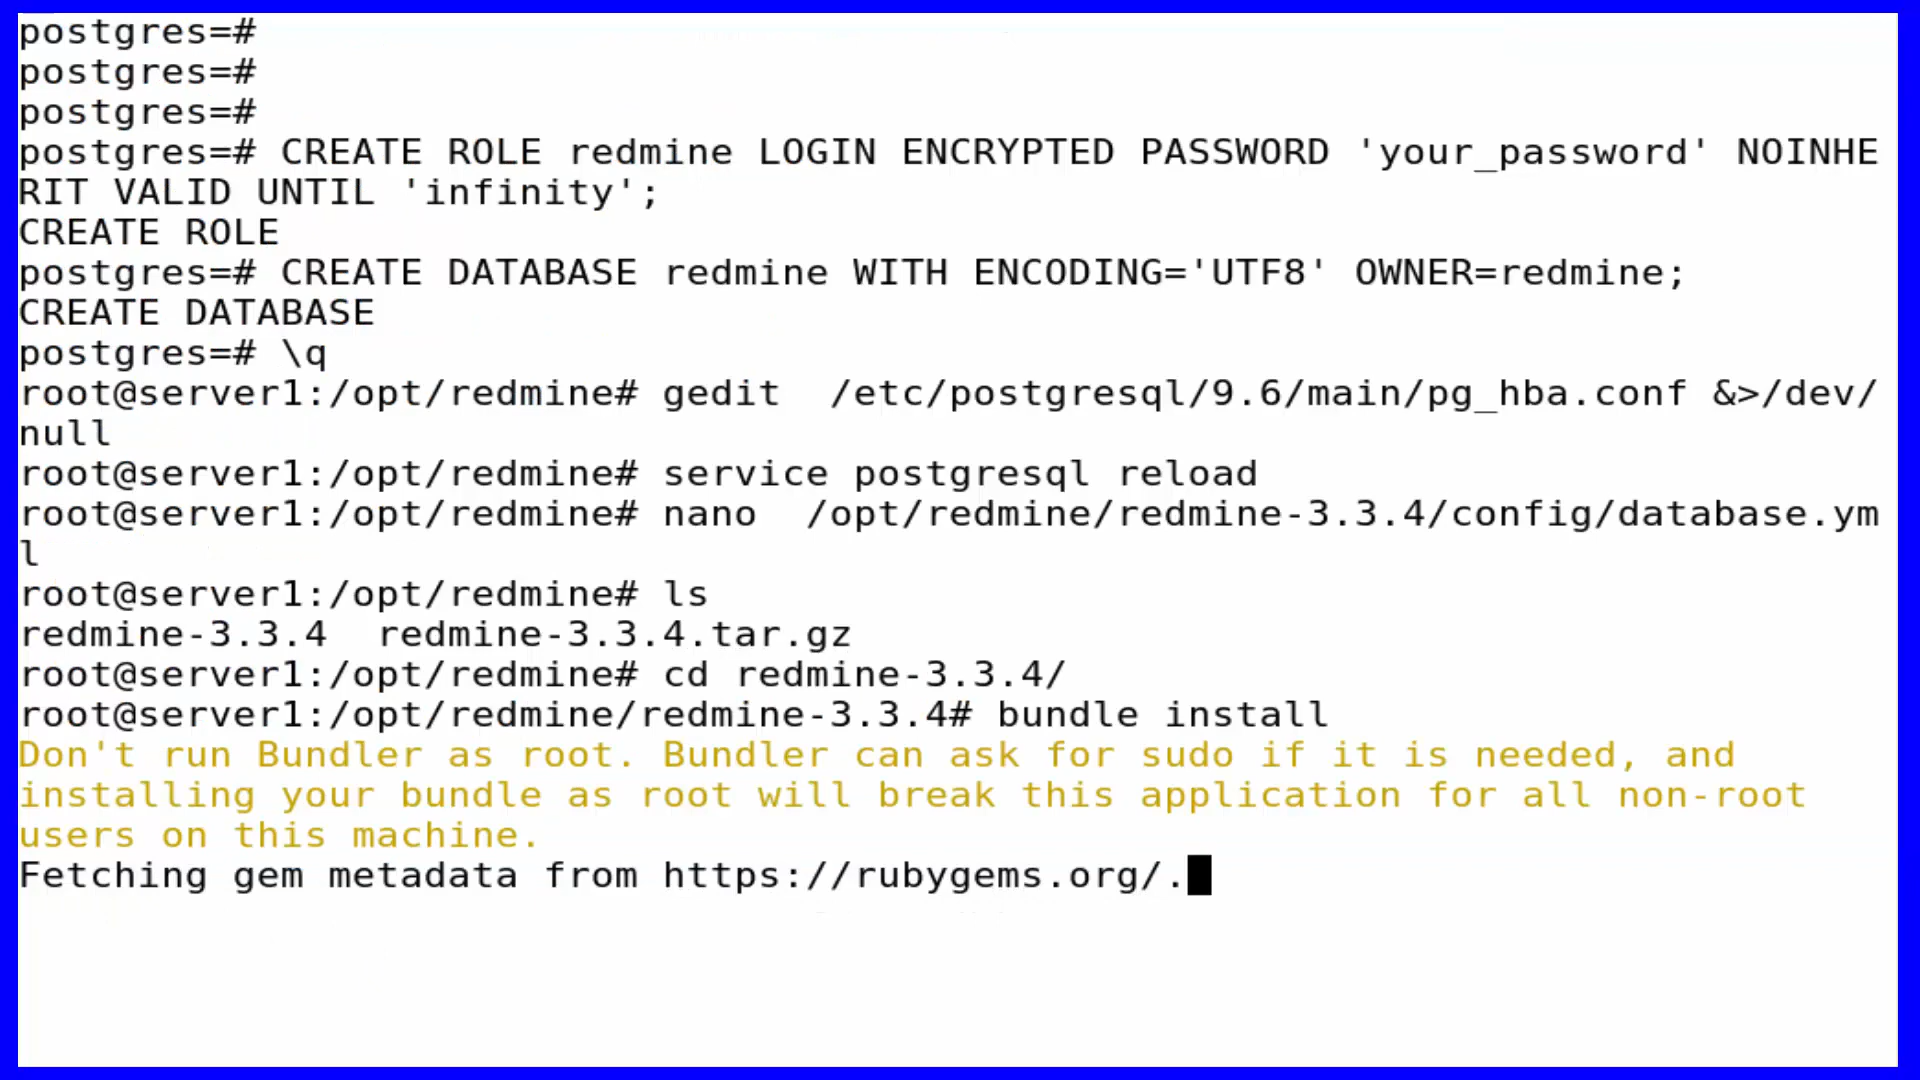 postgres=#
postgres=#
postgres=#
postgres=# CREATE ROLE redmine LOGIN ENCRYPTED PASSWORD 'your_password' NOINHE
RIT VALID UNTIL 'infinity';
CREATE ROLE
postgres=# CREATE DATABASE redmine WITH ENCODING='UTF8' OWNER=redmine;
CREATE DATABASE
postgres=# \q
root@server1:/opt/redmine# gedit  /etc/postgresql/9.6/main/pg_hba.conf &>/dev/
null
root@server1:/opt/redmine# service postgresql reload
root@server1:/opt/redmine# nano  /opt/redmine/redmine-3.3.4/config/database.ym
l
root@server1:/opt/redmine# ls
redmine-3.3.4  redmine-3.3.4.tar.gz
root@server1:/opt/redmine# cd redmine-3.3.4/
root@server1:/opt/redmine/redmine-3.3.4# bundle install
Don't run Bundler as root. Bundler can ask for sudo if it is needed, and
installing your bundle as root will break this application for all non-root
users on this machine.
Fetching gem metadata from https://rubygems.org/.